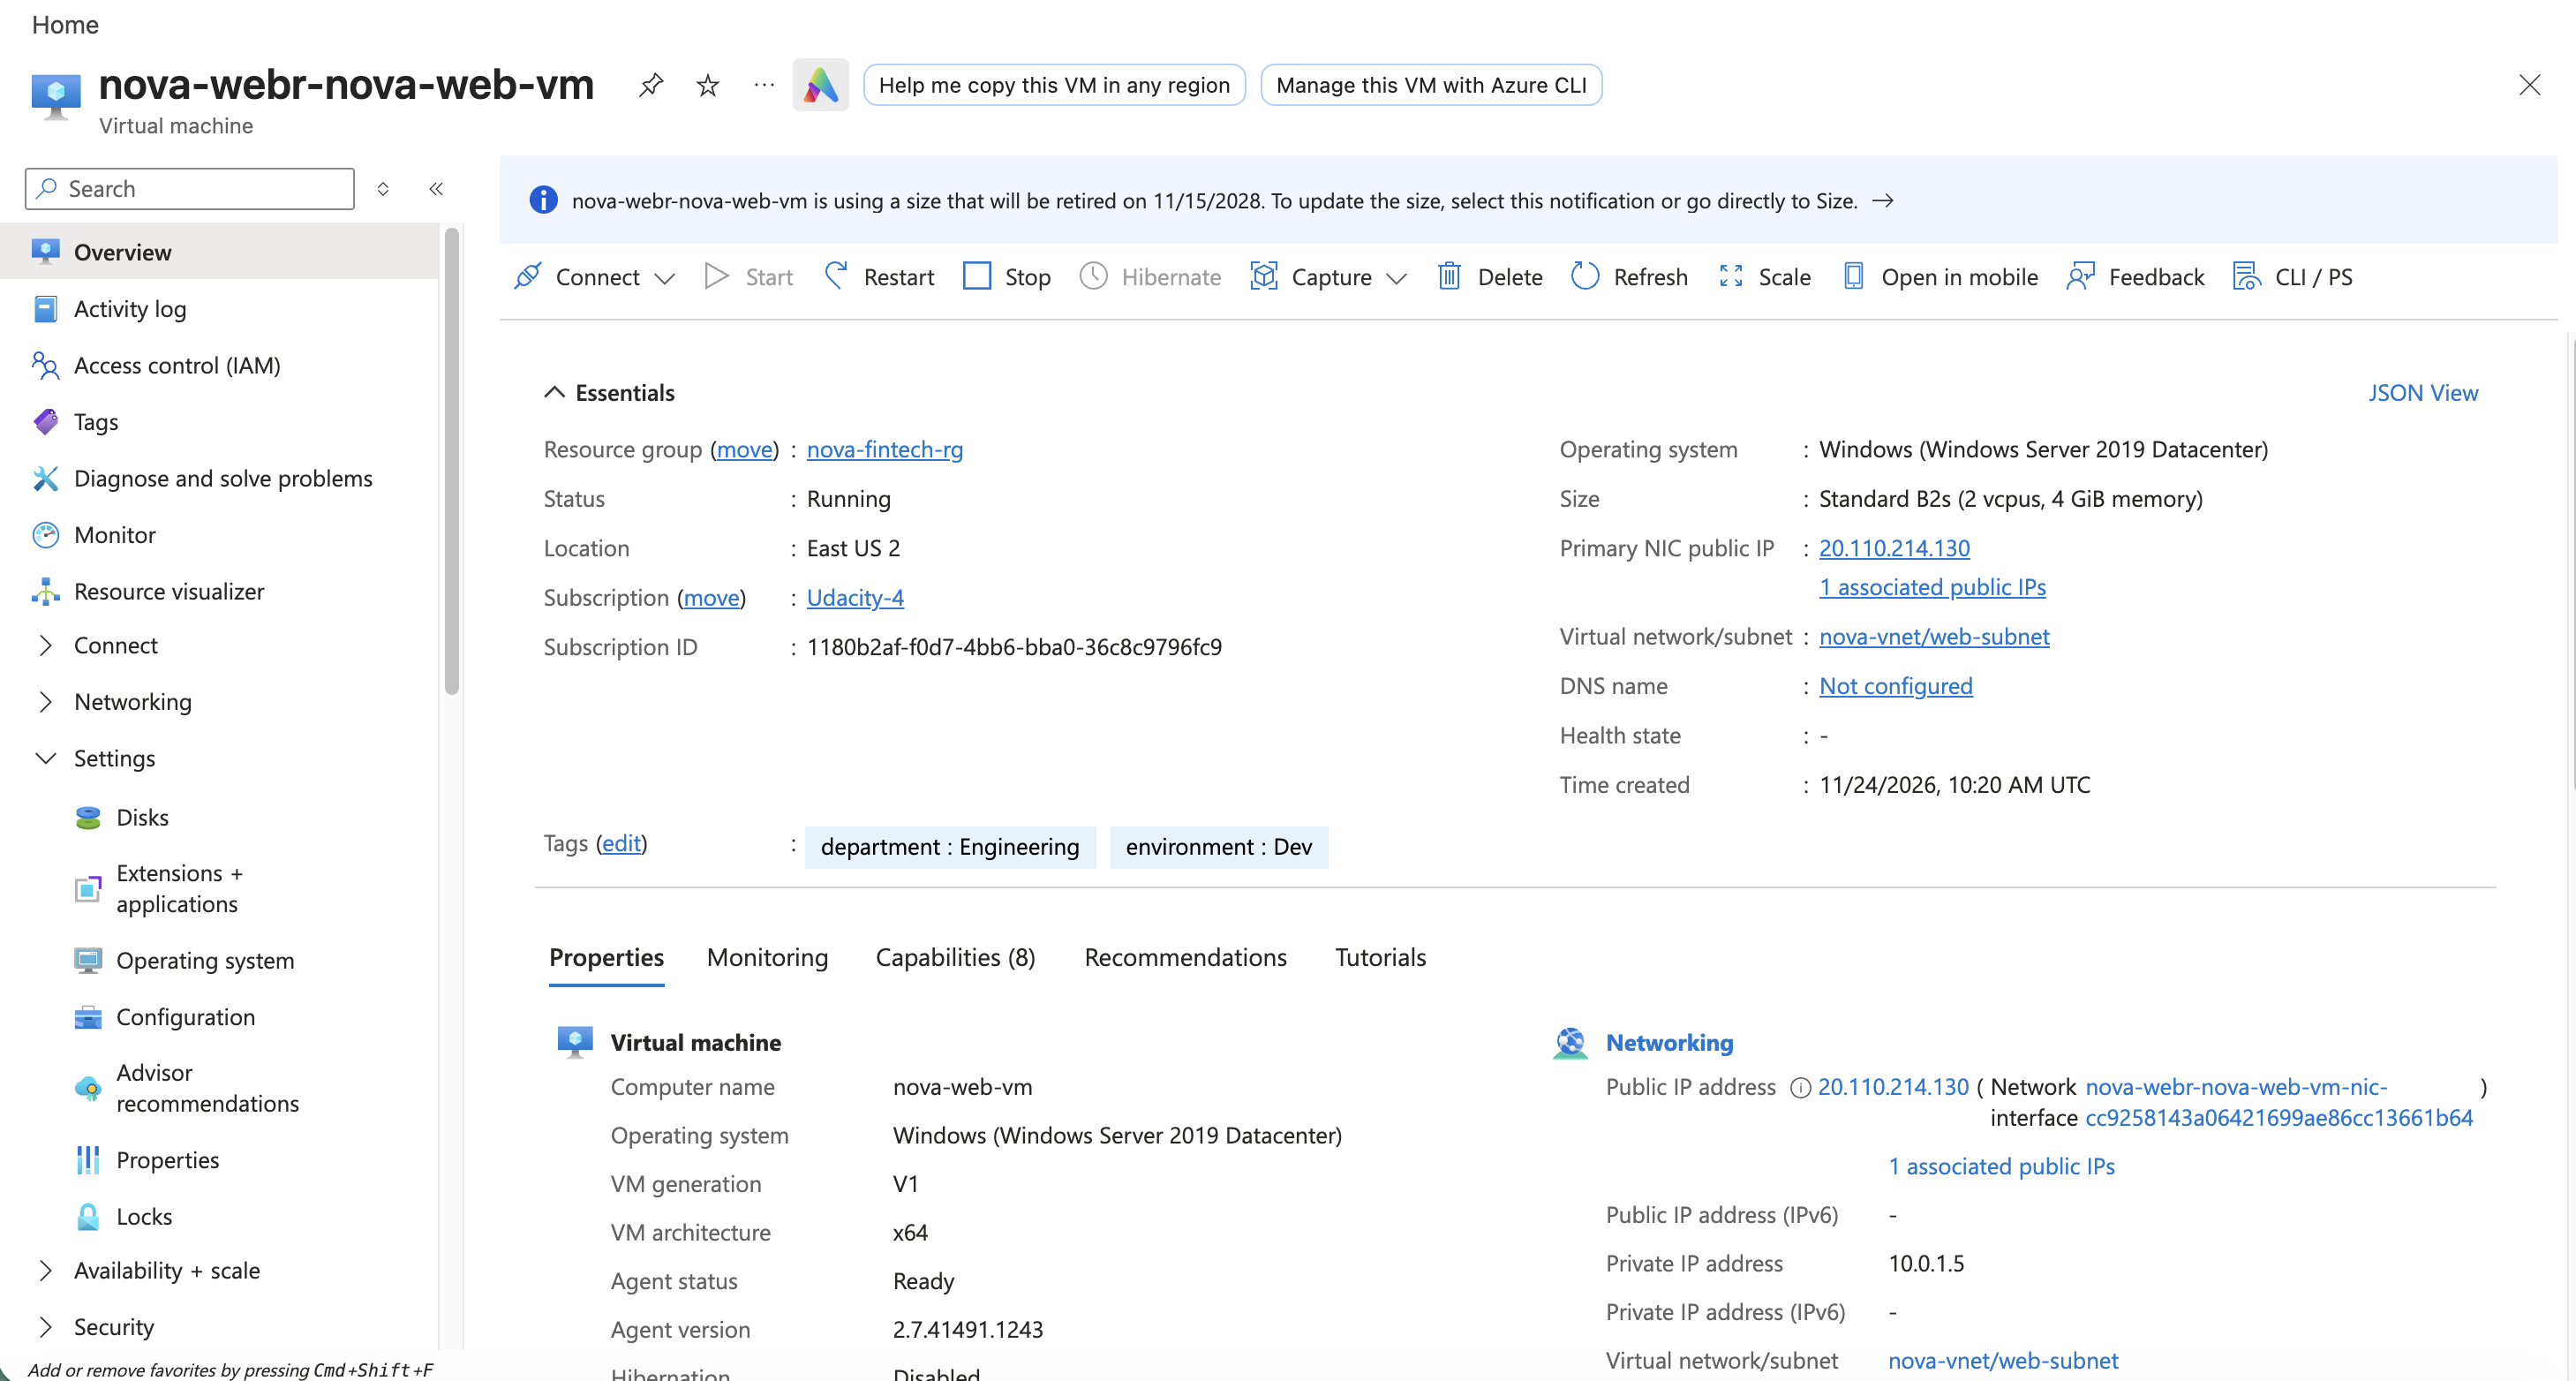 Home
nova-webr-nova-web-vm
Help me copy this VM in any region
Manage this VM with Azure CLI
Virtual machine
Search
Overview
Activity log
Access control (IAM)
Tags
Diagnose and solve problems
Monitor
Resource visualizer
Connect
Networking
Settings
Disks
Extensions +
applications
Operating system
Configuration
Advisor
recommendations
Properties
Locks
Availability + scale
Security
Add or remove favorites by pressing Cmd+Shift+F
nova-webr-nova-web-vm is using a size that will be retired on 11/15/2028. To update the size, select this notification or go directly to Size. →
Connect Start Restart Stop Hibernate Capture Delete Refresh Scale Open in mobile Feedback CLI / PS
Essentials
JSON View
Resource group (move) : nova-fintech-rg
Status : Running
Location : East US 2
Subscription (move) : Udacity-4
Subscription ID : 1180b2af-f0d7-4bb6-bba0-36c8c9796fc9
Operating system : Windows (Windows Server 2019 Datacenter)
Size : Standard B2s (2 vcpus, 4 GiB memory)
Primary NIC public IP : 20.110.214.130
1 associated public IPs
Virtual network/subnet : nova-vnet/web-subnet
DNS name : Not configured
Health state : -
Time created : 11/24/2026, 10:20 AM UTC
Tags (edit) : department : Engineering environment : Dev
Properties Monitoring Capabilities (8) Recommendations Tutorials
Virtual machine
Computer name nova-web-vm
Operating system Windows (Windows Server 2019 Datacenter)
VM generation V1
VM architecture x64
Agent status Ready
Agent version 2.7.41491.1243
Hibernation Disabled
Networking
Public IP address 20.110.214.130 ( Network nova-webr-nova-web-vm-nic- )
interface cc9258143a06421699ae86cc13661b64
1 associated public IPs
Public IP address (IPv6) -
Private IP address 10.0.1.5
Private IP address (IPv6) -
Virtual network/subnet nova-vnet/web-subnet